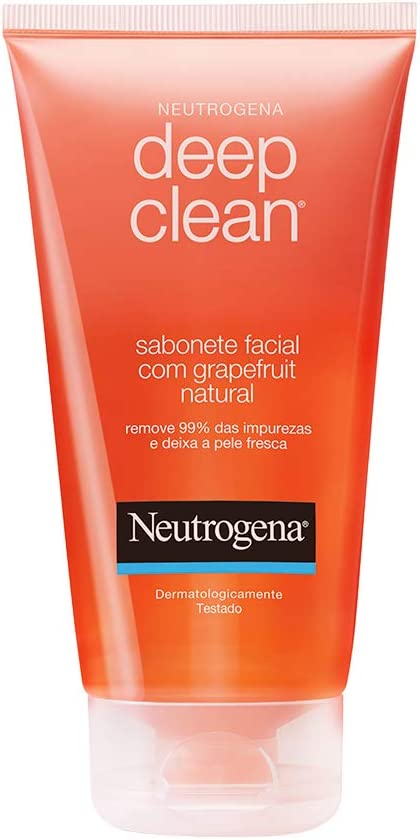 NEUTROGENA
deep
clean®
sabonete facial
com grapefruit
natural
remove 99% das impurezas
e deixa a pele fresca
Neutrogena®
Dermatologicamente
Testado